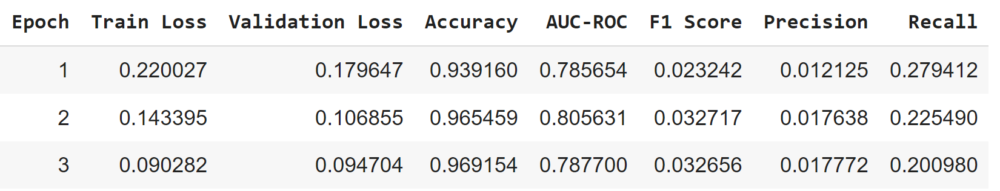 Epoch Train Loss Validation Loss Accuracy AUC-ROC F1 Score Precision Recall
1 0.220027 0.179647 0.939160 0.785654 0.023242 0.012125 0.279412
2 0.143395 0.106855 0.965459 0.805631 0.032717 0.017638 0.225490
3 0.090282 0.094704 0.969154 0.787700 0.032656 0.017772 0.200980